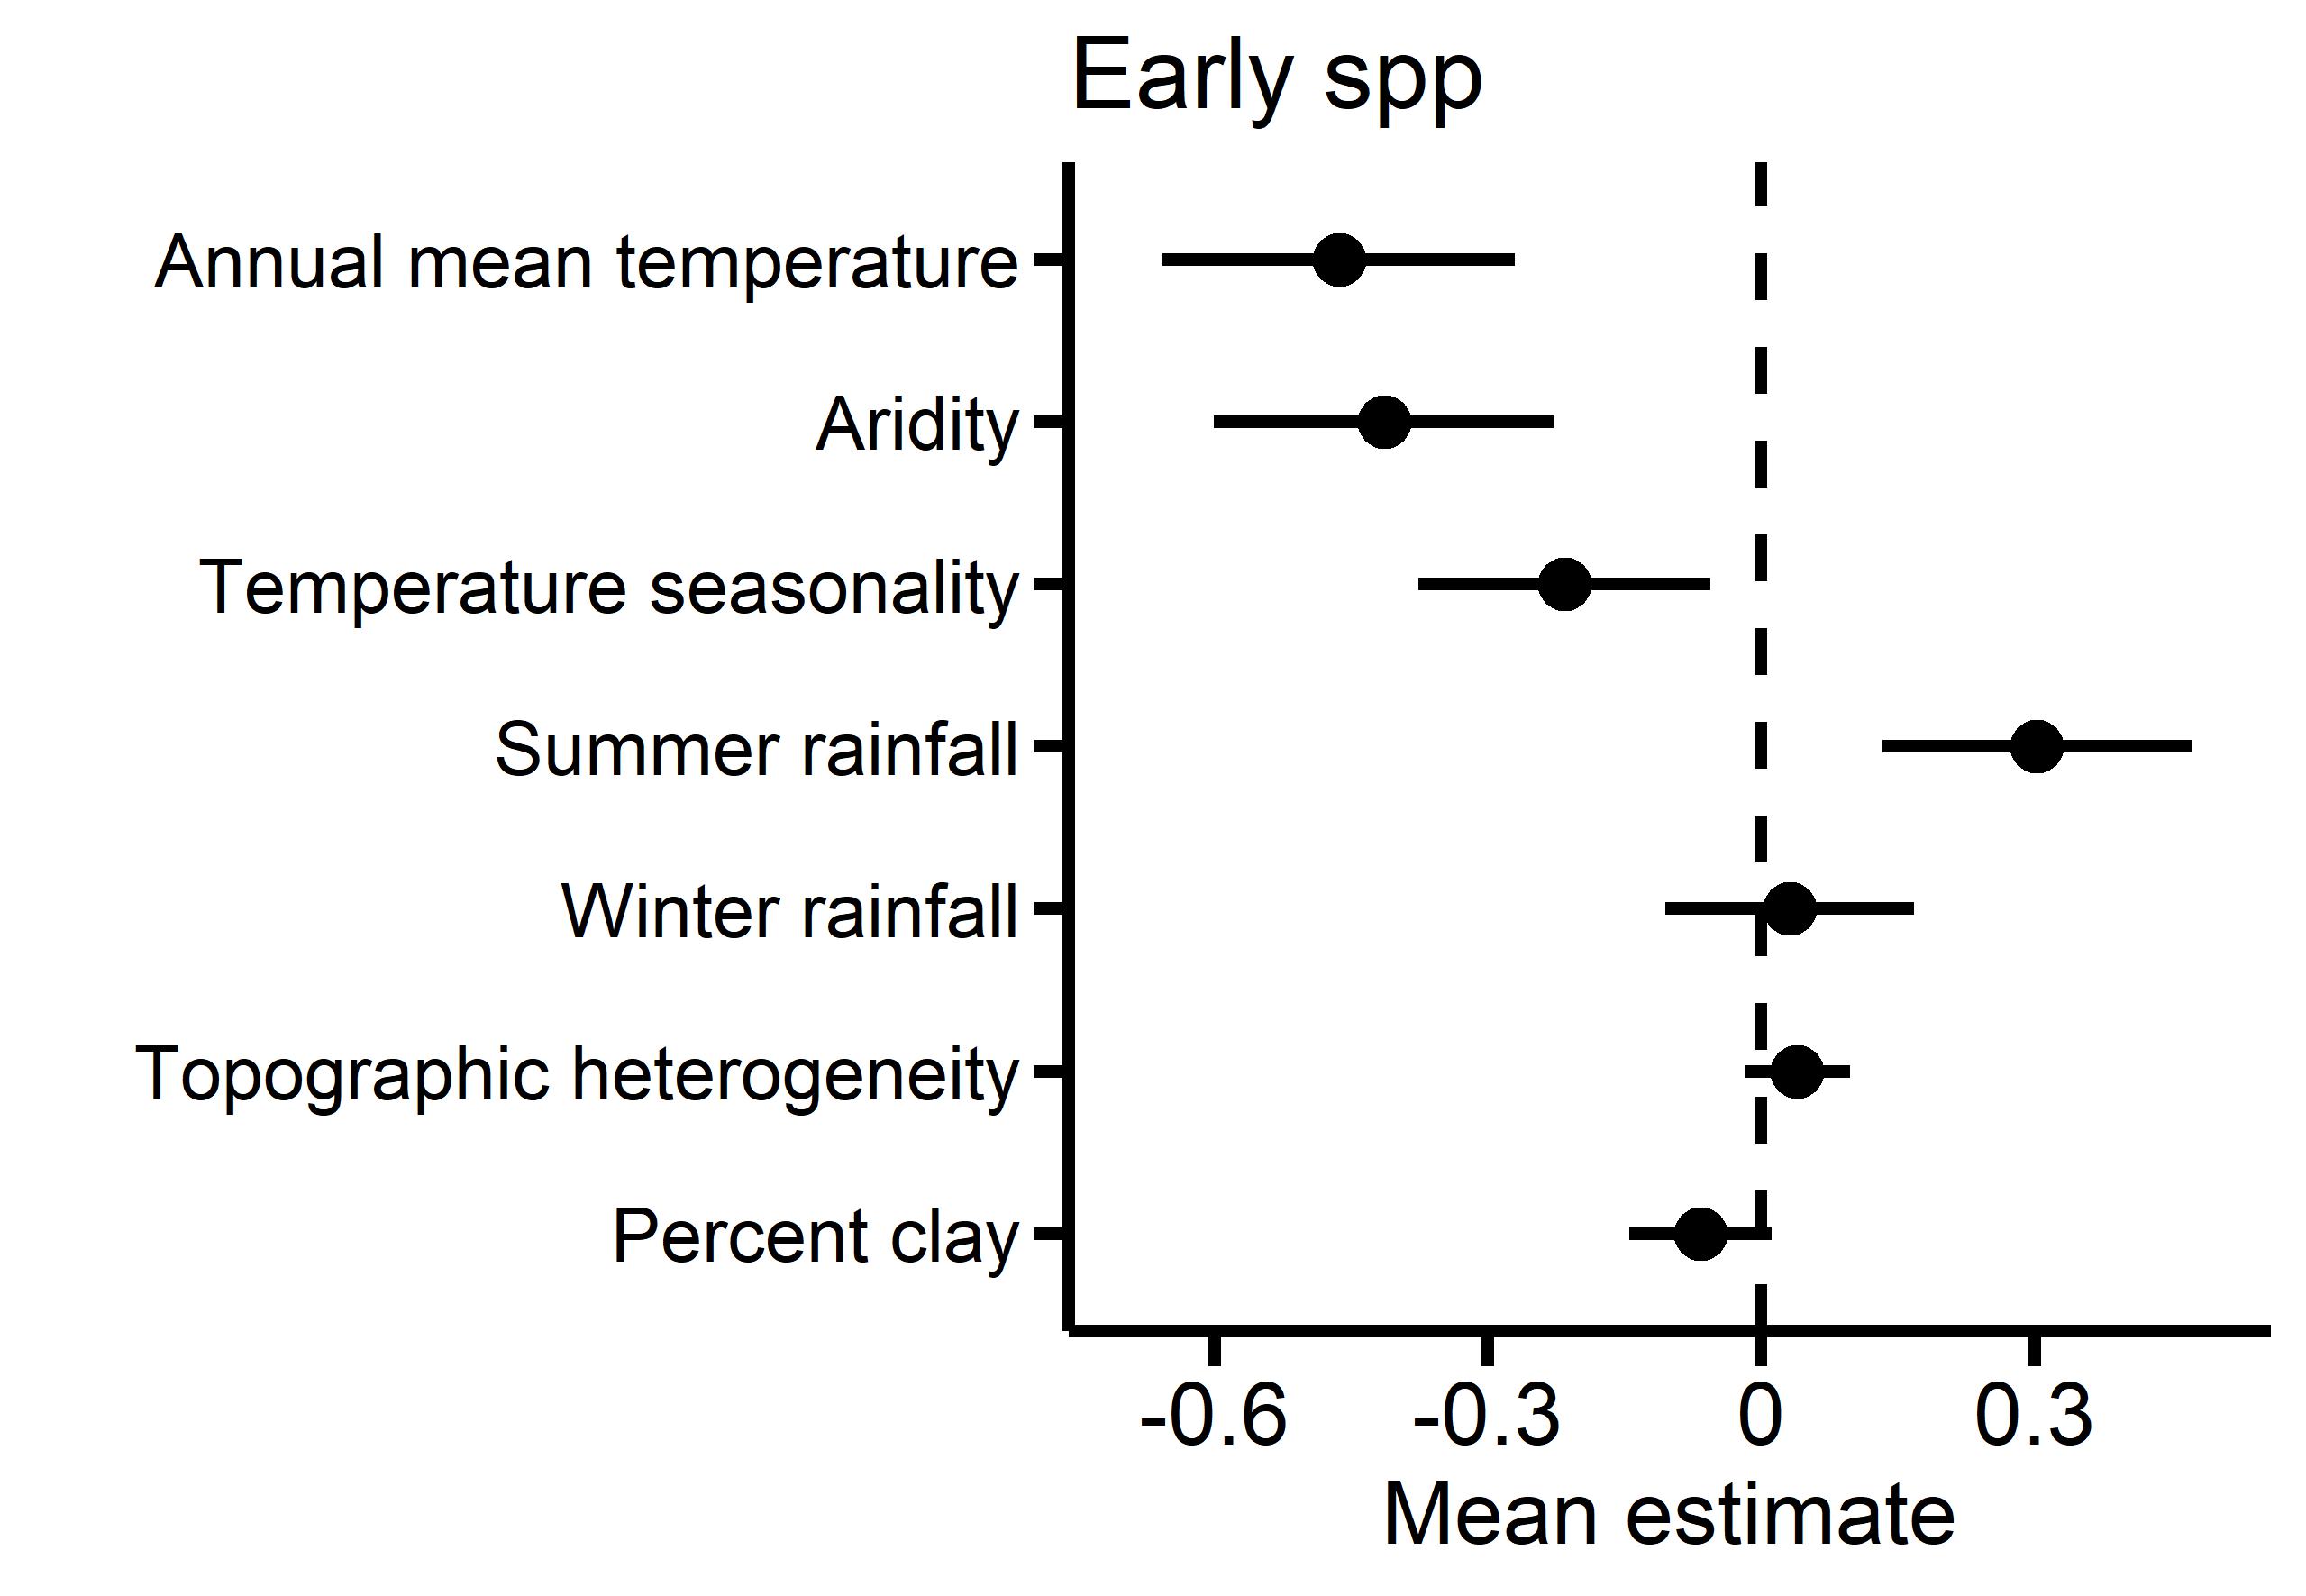 Early spp
Annual mean temperature
Aridity
Temperature seasonality
Summer rainfall
Winter rainfall
Topographic heterogeneity
Percent clay
-0.6 -0.3 0 0.3
Mean estimate